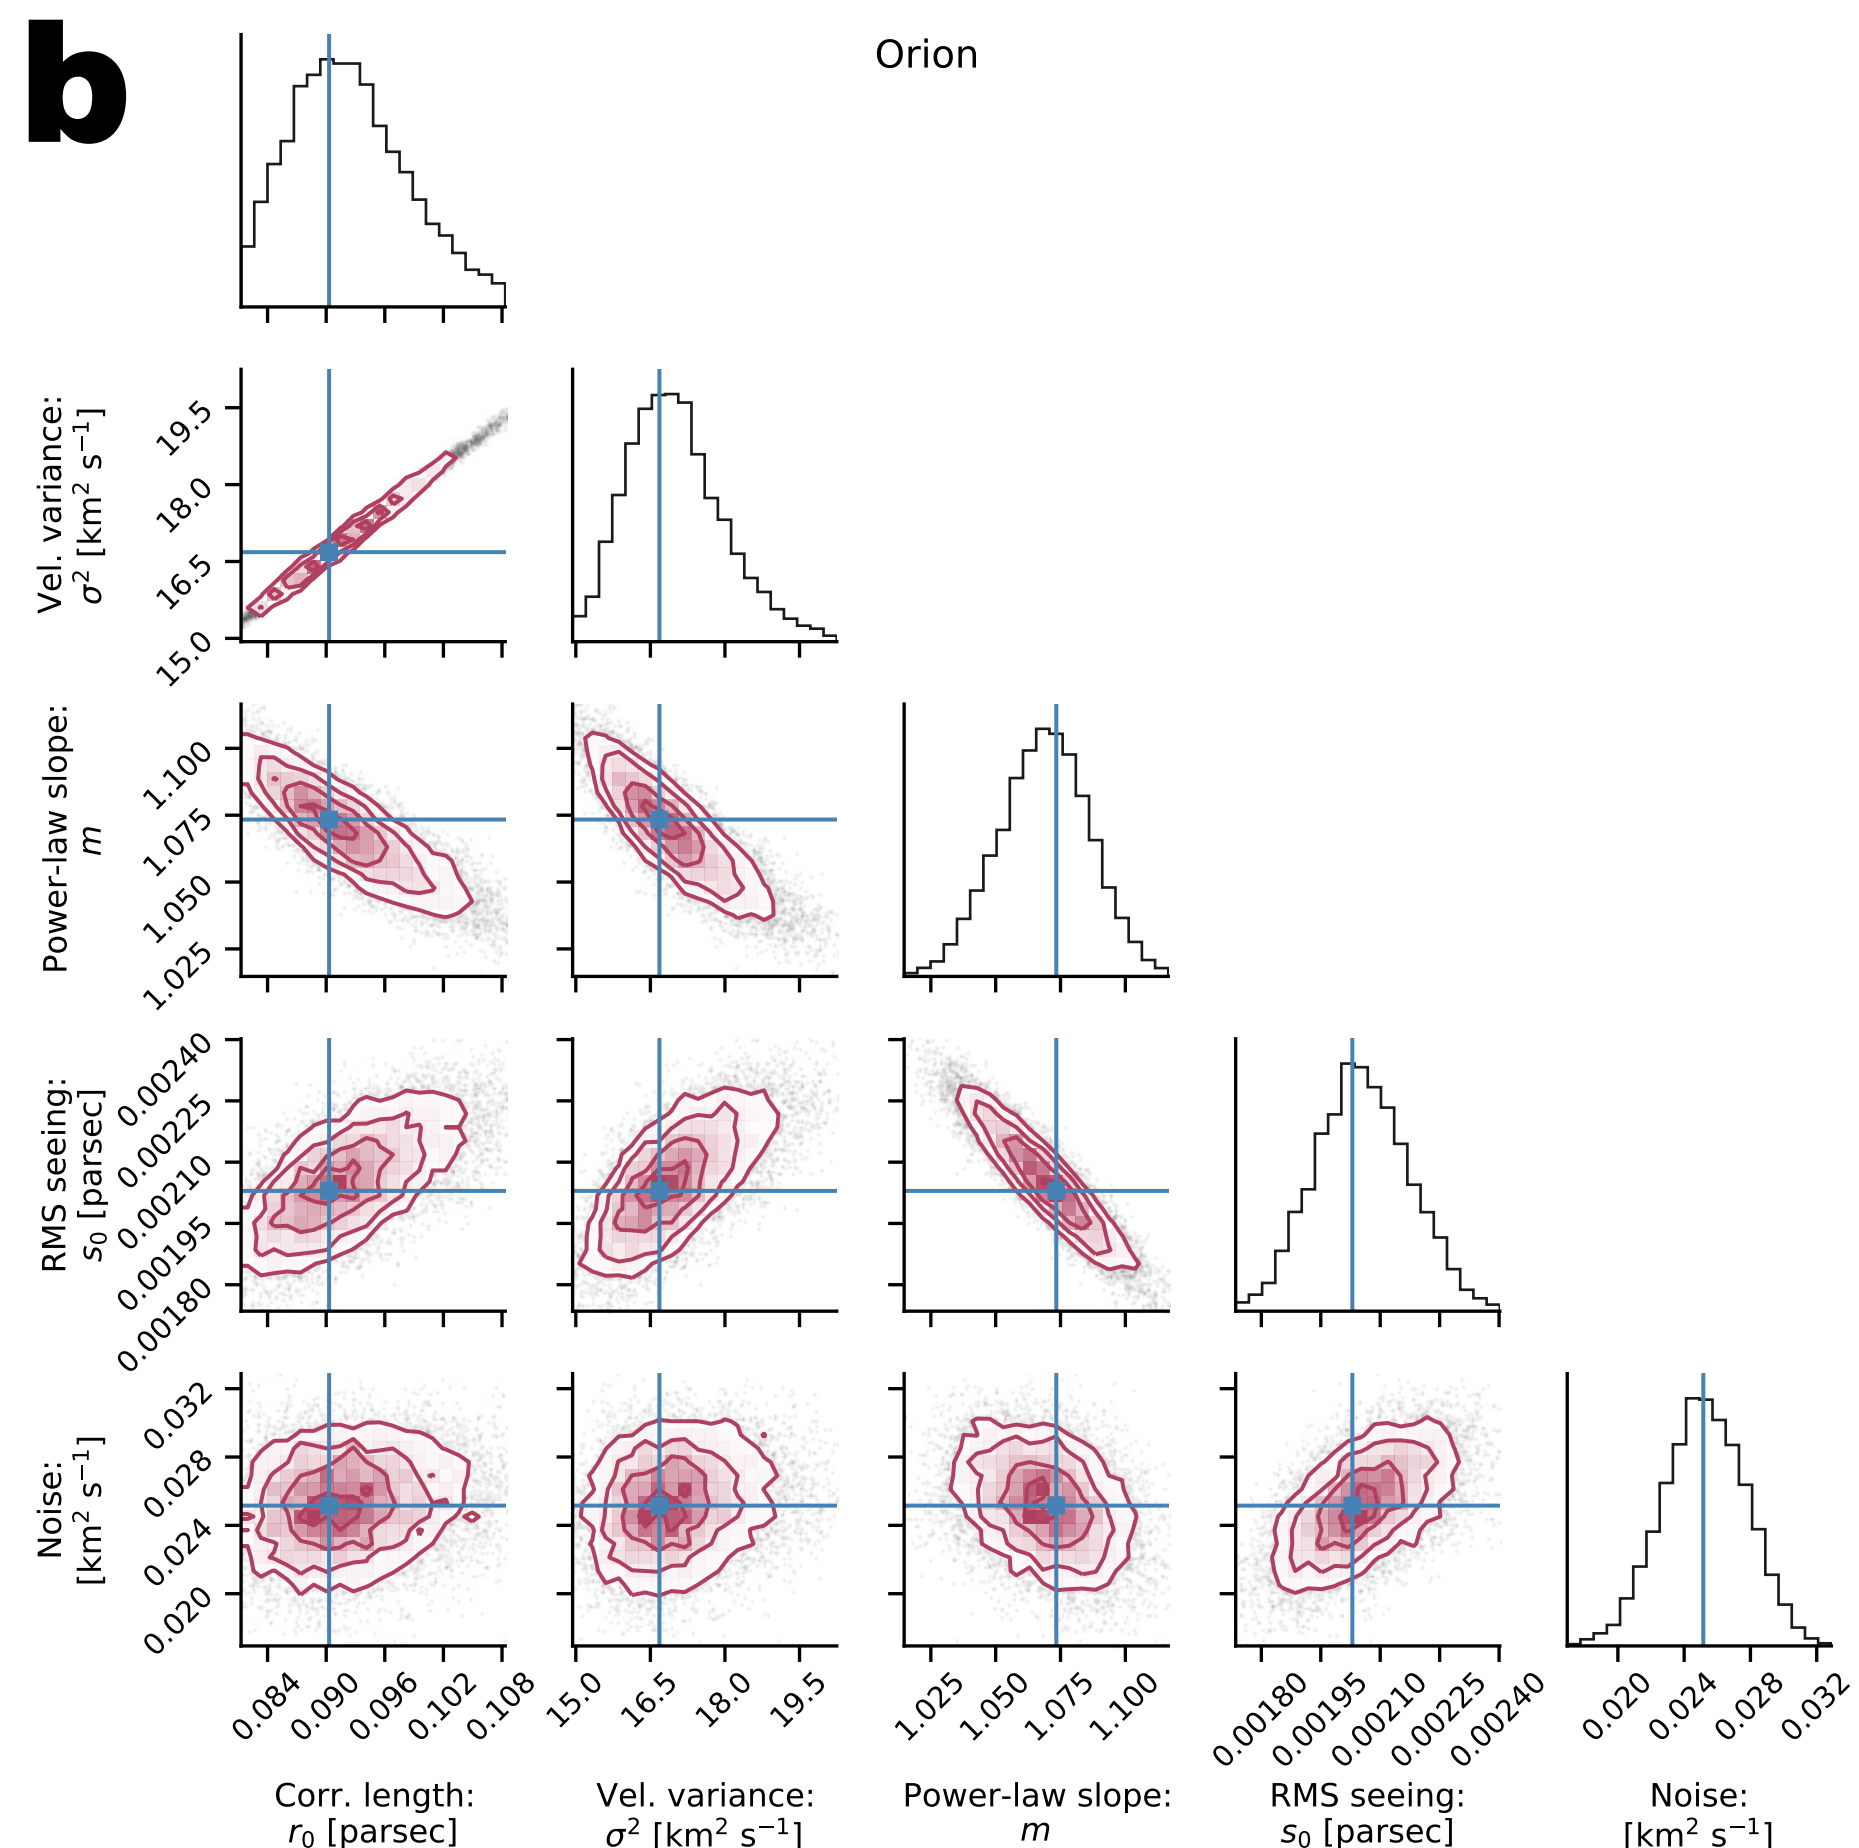 b
Orion
Vel. variance:
σ² [km² s⁻¹]
19.5
18.0
16.5
15.0
Power-law slope:
m
1.100
1.075
1.050
1.025
RMS seeing:
s₀ [parsec]
0.00240
0.00225
0.00210
0.00195
0.00180
Noise:
[km² s⁻¹]
0.032
0.028
0.024
0.020
0.084 0.090 0.096 0.102 0.108
15.0 16.5 18.0 19.5
1.025 1.050 1.075 1.100
0.00180 0.00195 0.00210 0.00225 0.00240
0.020 0.024 0.028 0.032
Corr. length:
r₀ [parsec]
Vel. variance:
σ² [km² s⁻¹]
Power-law slope:
m
RMS seeing:
s₀ [parsec]
Noise:
[km² s⁻¹]